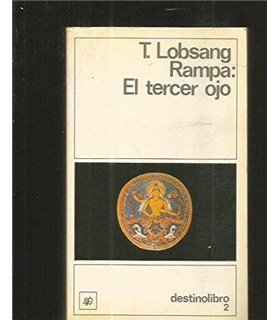 T. Lobsang
Rampa:
El tercer ojo
destinolibro
2